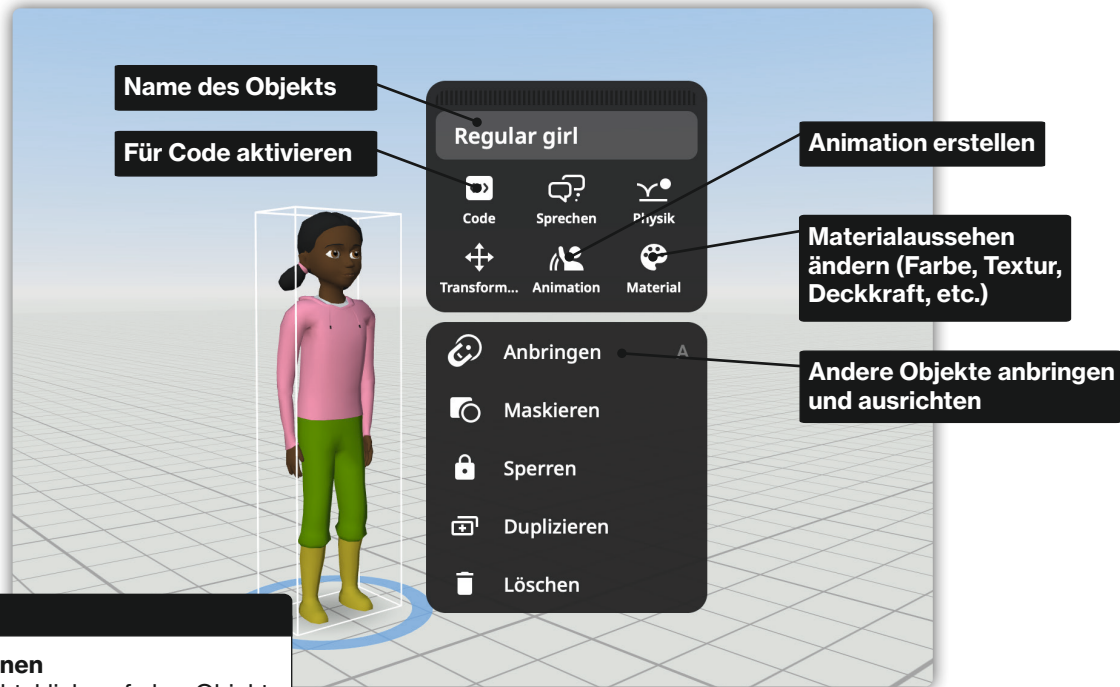 Name des Objekts
Für Code aktivieren
Regular girl
Code Sprechen Physik
Transform... Animation Material
Anbringen A
Maskieren
Sperren
Duplizieren
Löschen
Animation erstellen
Materialaussehen
ändern (Farbe, Textur,
Deckkraft, etc.)
Andere Objekte anbringen
und ausrichten